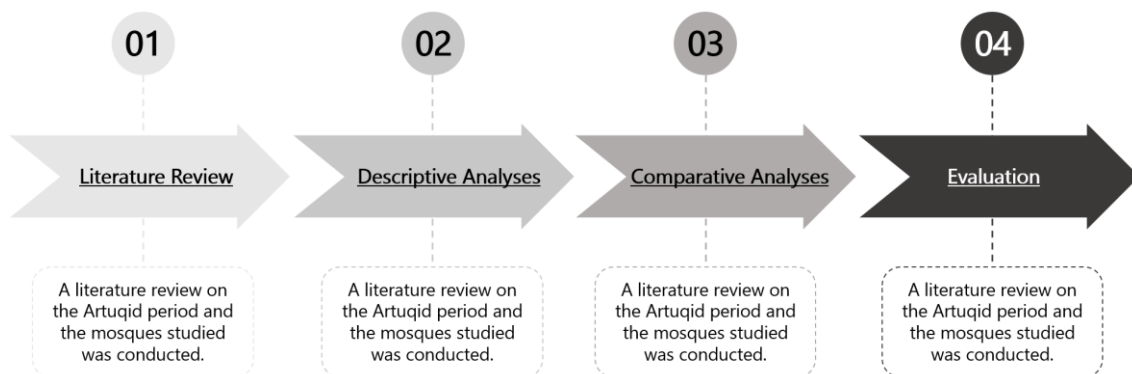 01
02
03
04
Literature Review
Descriptive Analyses
Comparative Analyses
Evaluation
A literature review on
the Artuqid period and
the mosques studied
was conducted.
A literature review on
the Artuqid period and
the mosques studied
was conducted.
A literature review on
the Artuqid period and
the mosques studied
was conducted.
A literature review on
the Artuqid period and
the mosques studied
was conducted.